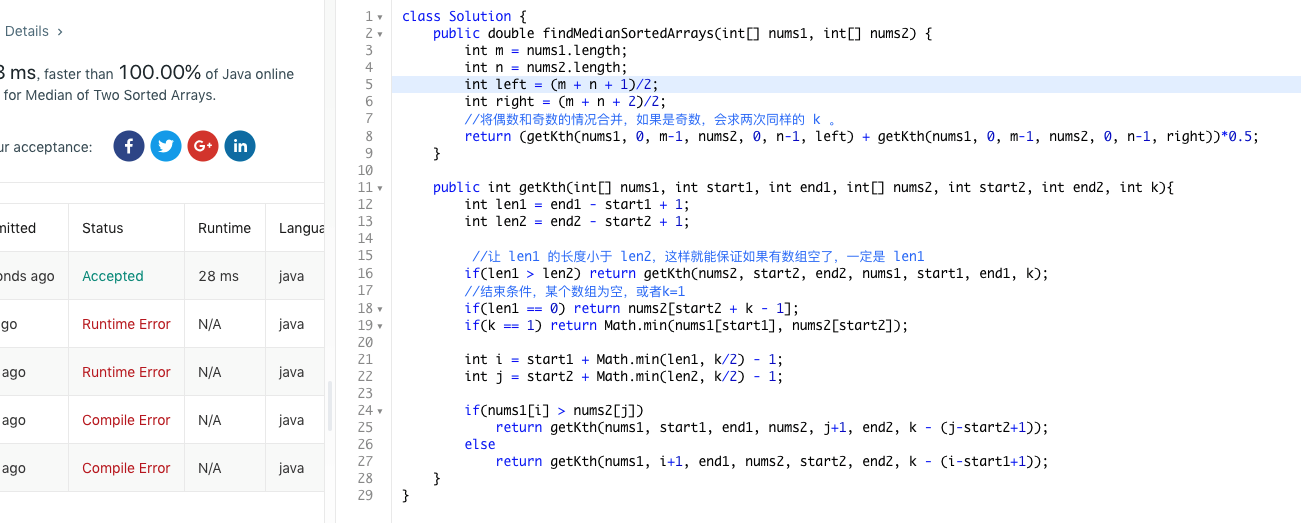 Details >
8 ms, faster than 100.00% of Java online
for Median of Two Sorted Arrays.
ur acceptance:
f G+ in
mitted Status Runtime Langua
onds ago Accepted 28 ms java
go Runtime Error N/A java
ago Runtime Error N/A java
ago Compile Error N/A java
ago Compile Error N/A java
1 class Solution {
2 public double findMedianSortedArrays(int[] nums1, int[] nums2) {
3 int m = nums1.length;
4 int n = nums2.length;
5 int left = (m + n + 1)/2;
6 int right = (m + n + 2)/2;
7 //将偶数和奇数的情况合并，如果是奇数，会求两次同样的 k 。
8 return (getKth(nums1, 0, m-1, nums2, 0, n-1, left) + getKth(nums1, 0, m-1, nums2, 0, n-1, right))*0.5;
9 }
10
11 public int getKth(int[] nums1, int start1, int end1, int[] nums2, int start2, int end2, int k){
12 int len1 = end1 - start1 + 1;
13 int len2 = end2 - start2 + 1;
14
15 //让 len1 的长度小于 len2，这样就能保证如果有数组空了，一定是 len1
16 if(len1 > len2) return getKth(nums2, start2, end2, nums1, start1, end1, k);
17 //结束条件，某个数组为空，或者k=1
18 if(len1 == 0) return nums2[start2 + k - 1];
19 if(k == 1) return Math.min(nums1[start1], nums2[start2]);
20
21 int i = start1 + Math.min(len1, k/2) - 1;
22 int j = start2 + Math.min(len2, k/2) - 1;
23
24 if(nums1[i] > nums2[j])
25 return getKth(nums1, start1, end1, nums2, j+1, end2, k - (j-start2+1));
26 else
27 return getKth(nums1, i+1, end1, nums2, start2, end2, k - (i-start1+1));
28 }
29 }